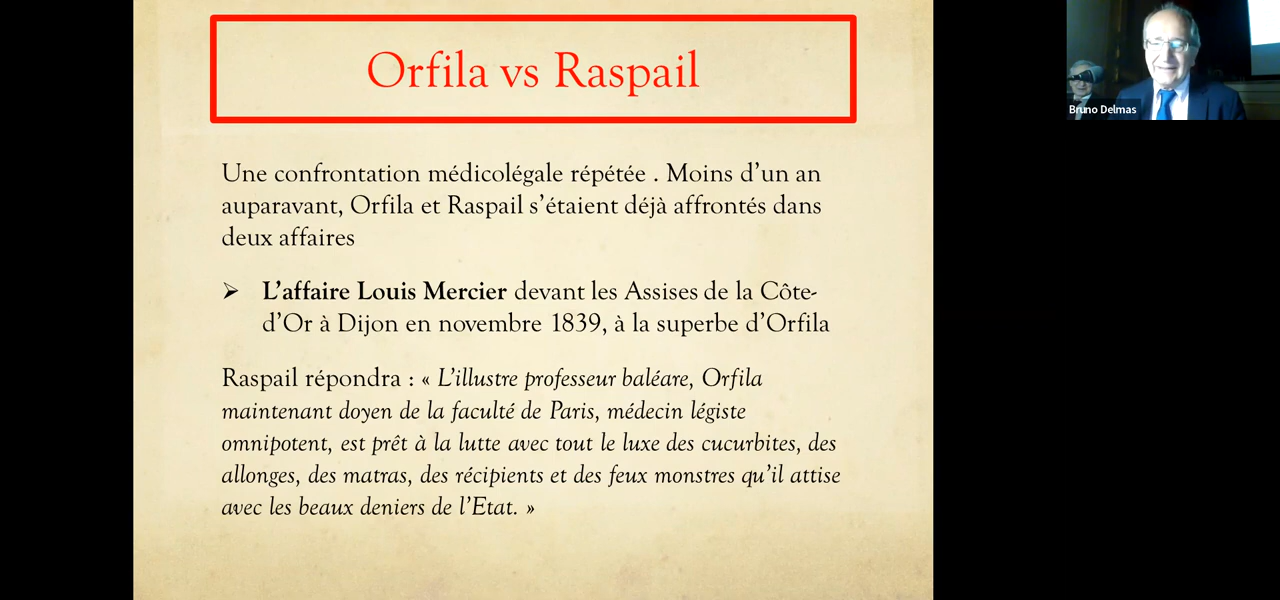 Orfila vs Raspail
Bruno Delmas
Une confrontation médicolégale répétée . Moins d’un an
auparavant, Orfila et Raspail s’étaient déjà affrontés dans
deux affaires
➢ L’affaire Louis Mercier devant les Assises de la Côte-
d’Or à Dijon en novembre 1839, à la superbe d’Orfila
Raspail répondra : « L’illustre professeur baléare, Orfila
maintenant doyen de la faculté de Paris, médecin légiste
omnipotent, est prêt à la lutte avec tout le luxe des cucurbites, des
allonges, des matras, des récipients et des feux monstres qu’il attise
avec les beaux deniers de l’Etat. »